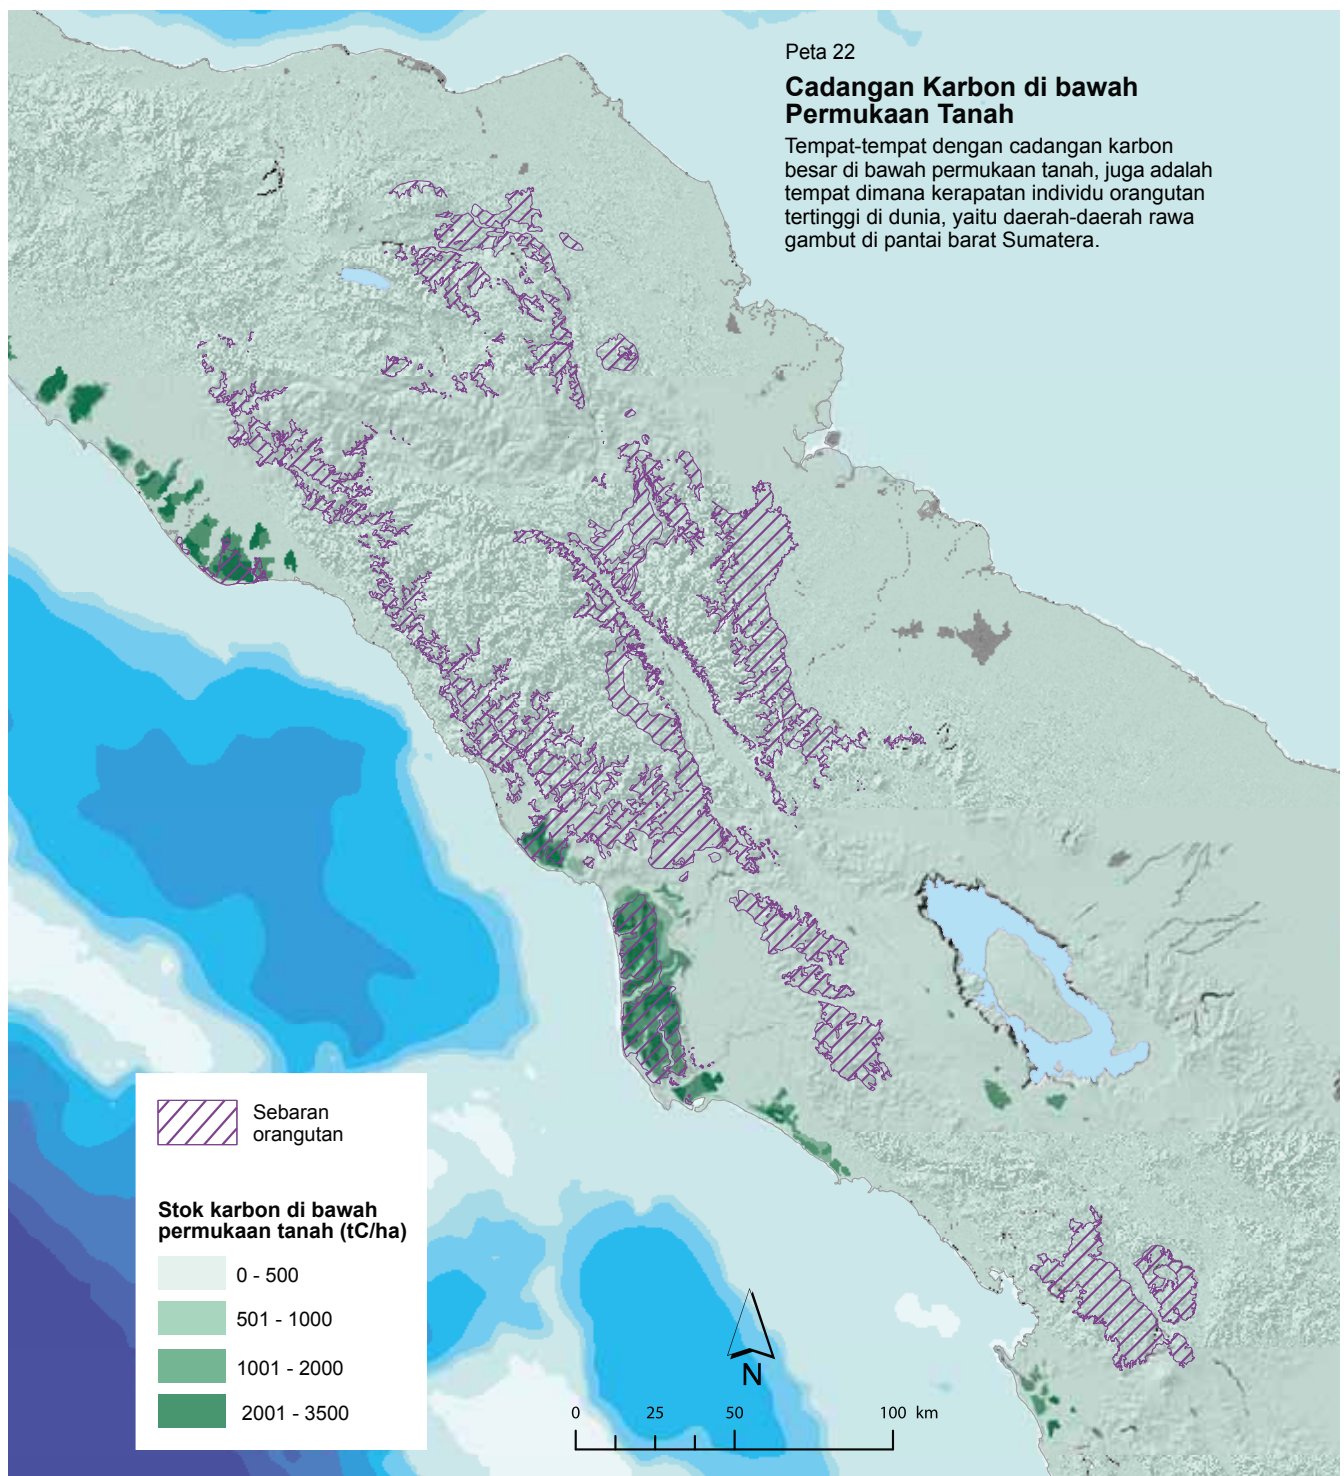 Peta 22
Cadangan Karbon di bawah
Permukaan Tanah
Tempat-tempat dengan cadangan karbon
besar di bawah permukaan tanah, juga adalah
tempat dimana kerapatan individu orangutan
tertinggi di dunia, yaitu daerah-daerah rawa
gambut di pantai barat Sumatera.
Sebaran
orangutan
Stok karbon di bawah
permukaan tanah (tC/ha)
0 - 500
501 - 1000
1001 - 2000
2001 - 3500
N
0 25 50 100 km